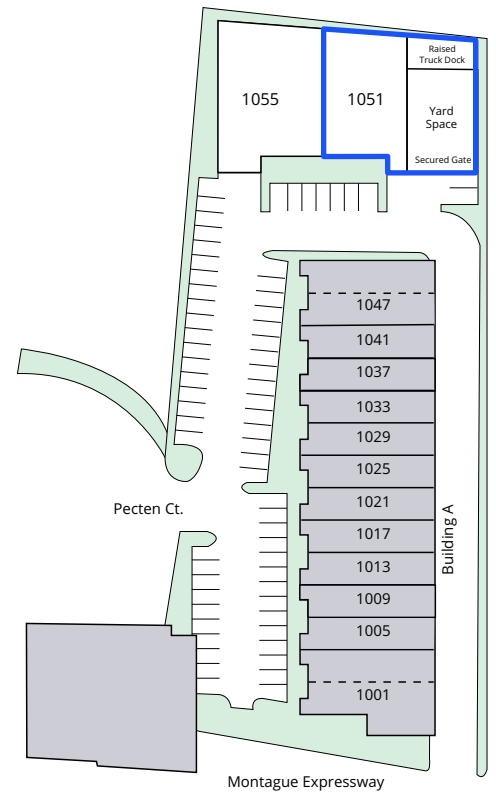 Raised
Truck Dock
1055
1051
Yard
Space
Secured Gate
1047
1041
1037
1033
1029
1025
1021
1017
1013
1009
1005
1001
Building A
Pecten Ct.
Montague Expressway